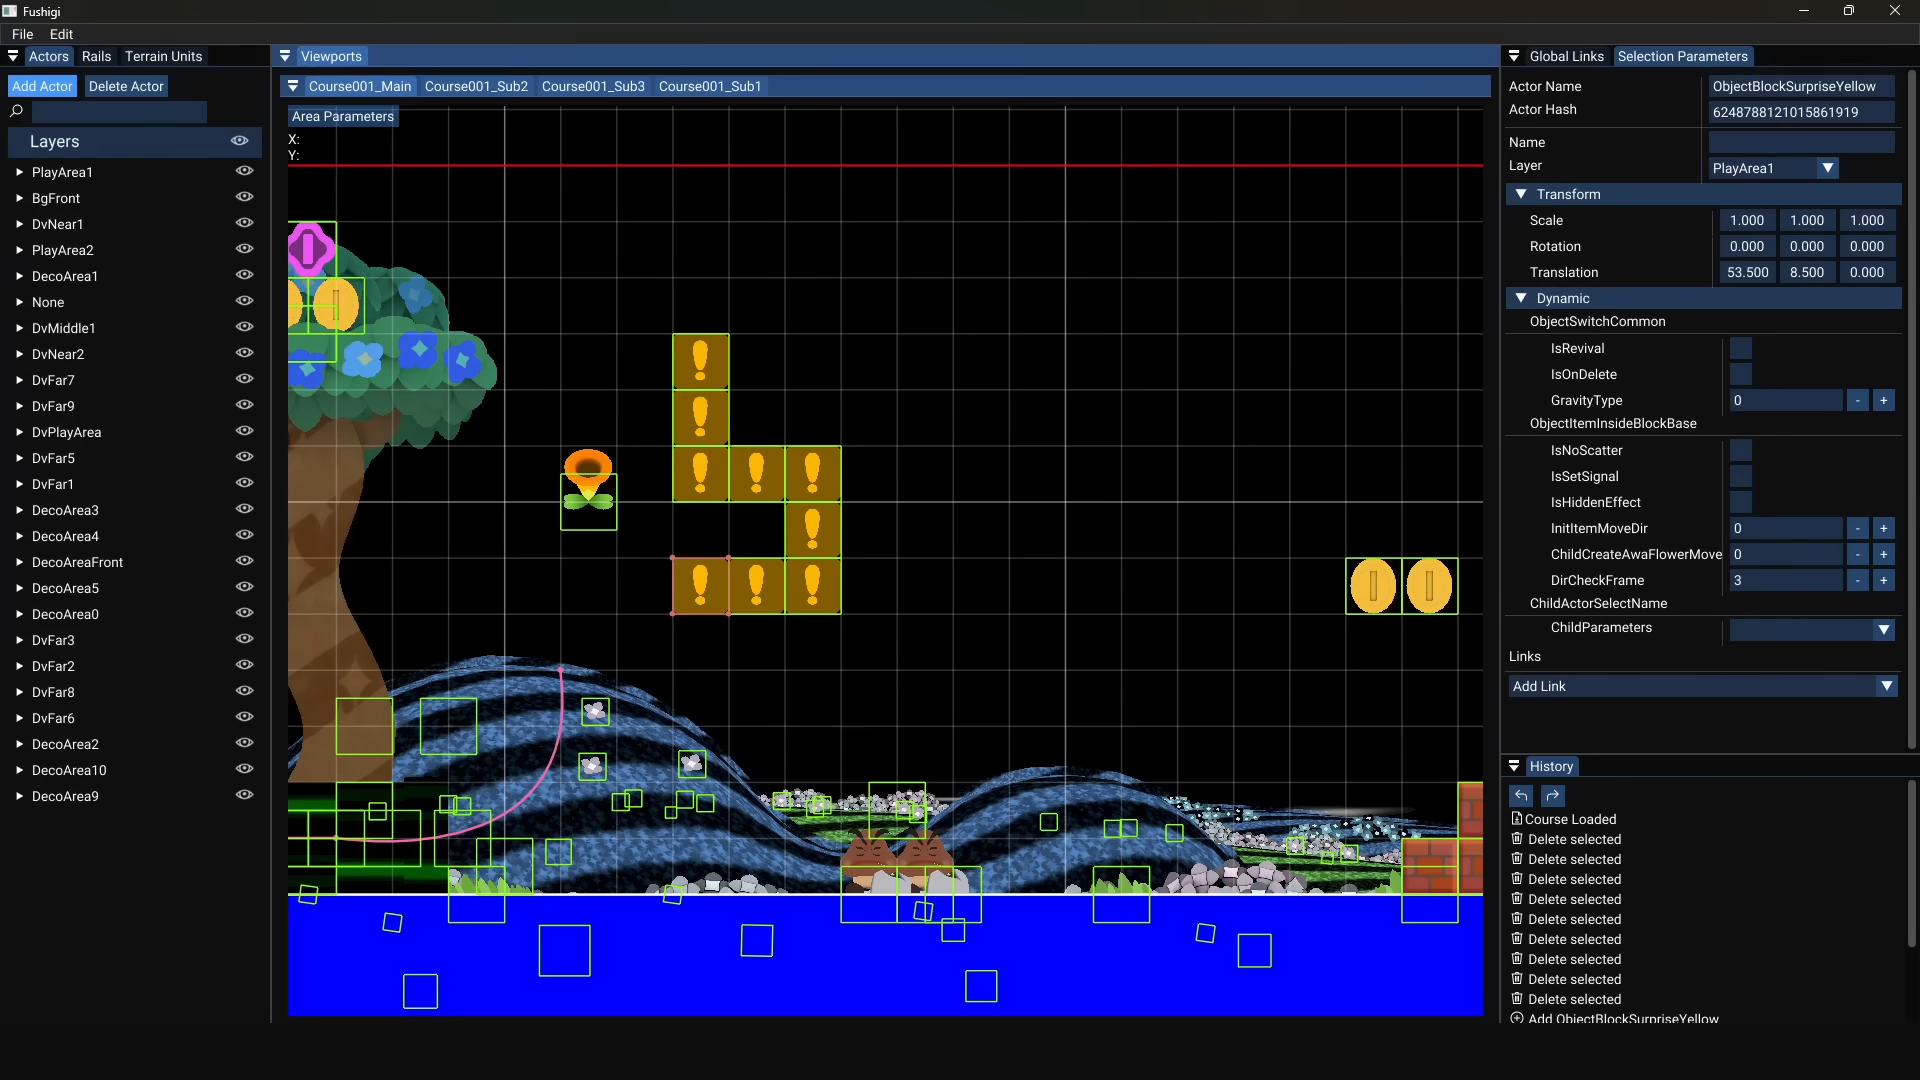 Fushigi
File Edit
Actors Rails Terrain Units
Add Actor Delete Actor
Layers
PlayArea1
BgFront
DvNear1
PlayArea2
DecoArea1
None
DvMiddle1
DvNear2
DvFar7
DvFar9
DvPlayArea
DvFar5
DvFar1
DecoArea3
DecoArea4
DecoAreaFront
DecoArea5
DecoArea0
DvFar3
DvFar2
DvFar8
DvFar6
DecoArea2
DecoArea10
DecoArea9
Viewports
Course001_Main Course001_Sub2 Course001_Sub3 Course001_Sub1
Area Parameters
X:
Y:
Global Links Selection Parameters
Actor Name ObjectBlockSurpriseYellow
Actor Hash 6248788121015861919
Name
Layer PlayArea1
Transform
Scale 1.000 1.000 1.000
Rotation 0.000 0.000 0.000
Translation 53.500 8.500 0.000
Dynamic
ObjectSwitchCommon
IsRevival
IsOnDelete
GravityType 0 - +
ObjectItemInsideBlockBase
IsNoScatter
IsSetSignal
IsHiddenEffect
InitItemMoveDir 0 - +
ChildCreateAwaFlowerMove 0 - +
DirCheckFrame 3 - +
ChildActorSelectName
ChildParameters
Links
Add Link
History
Course Loaded
Delete selected
Delete selected
Delete selected
Delete selected
Delete selected
Delete selected
Delete selected
Delete selected
Delete selected
Add ObjectBlockSurpriseYellow